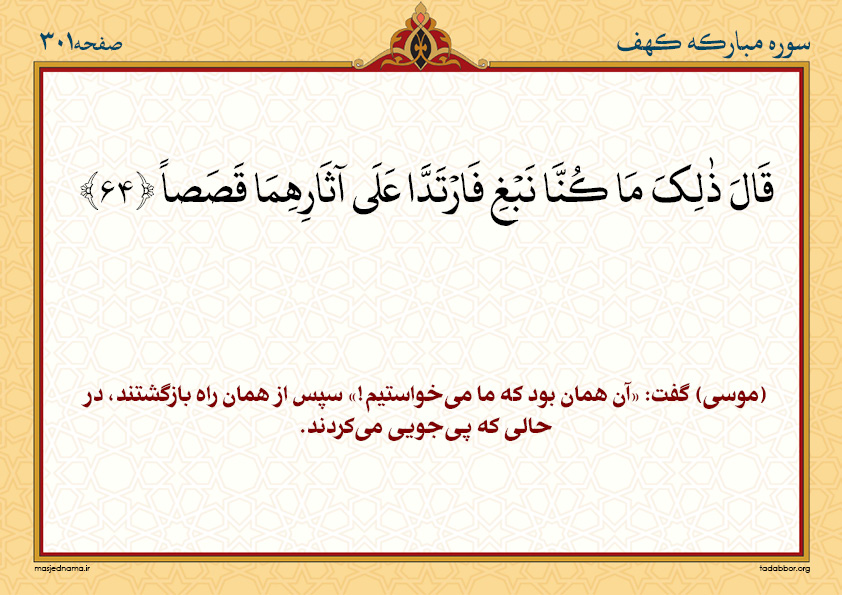 سوره مبارکه کهف
صفحه۳۰۱
قَالَ ذَٰلِکَ مَا کُنَّا نَبْغِ فَارْتَدَّا عَلَى آثَارِهِمَا قَصَصاً ﴿۶۴﴾
(موسی) گفت: «آن همان بود که ما می‌خواستیم!» سپس از همان راه بازگشتند، در
حالی که پی‌جویی می‌کردند.
masjednama.ir
tadabbor.org